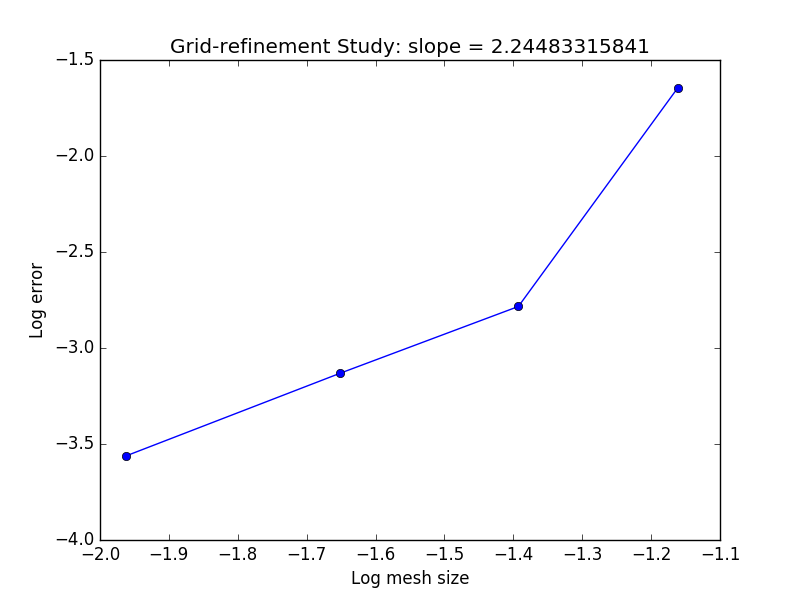 Grid-refinement Study: slope = 2.24483315841
−1.5
−2.0
−2.5
−3.0
−3.5
−4.0
Log error
−2.0 −1.9 −1.8 −1.7 −1.6 −1.5 −1.4 −1.3 −1.2 −1.1
Log mesh size